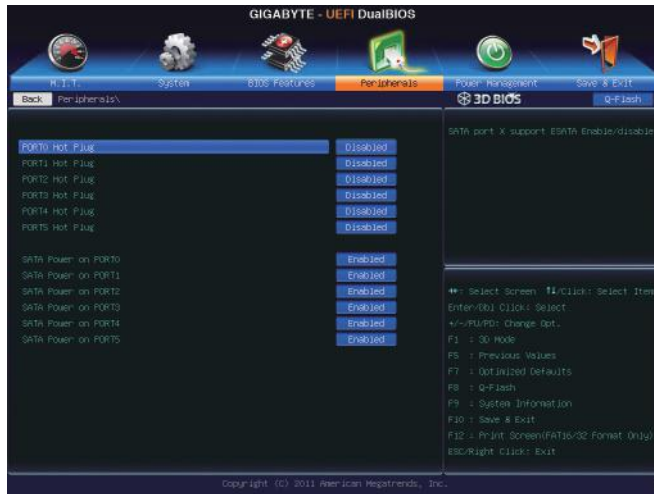 GIGABYTE - UEFI DualBIOS
M.I.T. System BIOS Features Peripherals Power Management Save & Exit
Back Peripherals\ 3D BIOS Q-Flash
SATA port X support ESATA Enable/disable
PORT0 Hot Plug Disabled
PORT1 Hot Plug Disabled
PORT2 Hot Plug Disabled
PORT3 Hot Plug Disabled
PORT4 Hot Plug Disabled
PORT5 Hot Plug Disabled
SATA Power on PORT0 Enabled
SATA Power on PORT1 Enabled
SATA Power on PORT2 Enabled
SATA Power on PORT3 Enabled
SATA Power on PORT4 Enabled
SATA Power on PORT5 Enabled
↔: Select Screen ↑↓/Click: Select Item
Enter/Dbl Click: Select
+/-/PU/PD: Change Opt.
F1 : 3D Mode
F5 : Previous Values
F7 : Optimized Defaults
F8 : Q-Flash
F9 : System Information
F10 : Save & Exit
F12 : Print Screen(FAT16/32 Format Only)
ESC/Right Click: Exit
Copyright (C) 2011 American Megatrends, Inc.